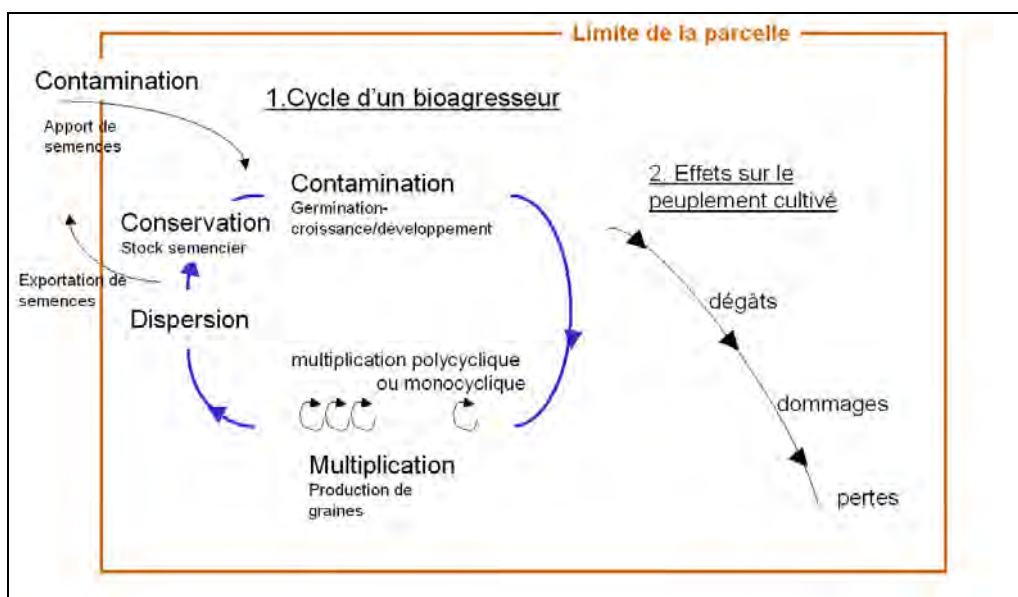 Limite de la parcelle
Contamination
Apport de
semences
1.Cycle d'un bioagresseur
Contamination
Germination-
croissance/développement
2. Effets sur le
peuplement cultivé
Conservation
Stock semencier
Exportation de
semences
Dispersion
dégâts
multiplication polycyclique
ou monocyclique
dommages
Multiplication
Production de
graines
pertes